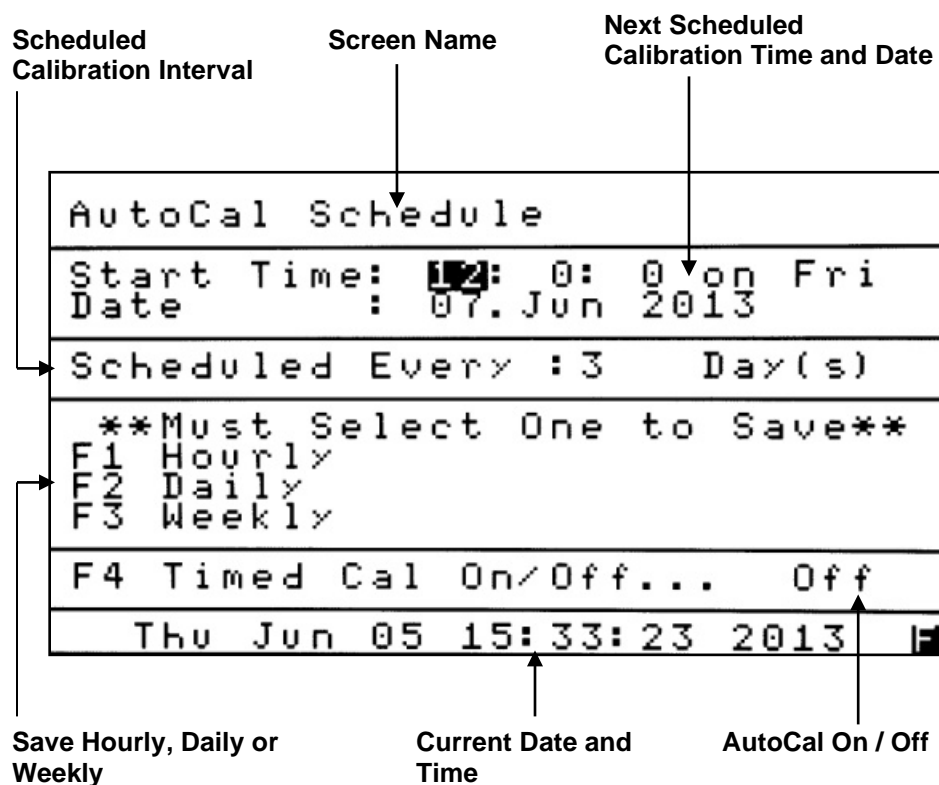 Scheduled
Calibration Interval
Screen Name
Next Scheduled
Calibration Time and Date
AutoCal Schedule
Start Time: 12: 0: 0 on Fri
Date : 07.Jun 2013
Scheduled Every :3 Day(s)
**Must Select One to Save**
F1 Hourly
F2 Daily
F3 Weekly
F4 Timed Cal On/Off... Off
Thu Jun 05 15:33:23 2013 F
Save Hourly, Daily or
Weekly
Current Date and
Time
AutoCal On / Off